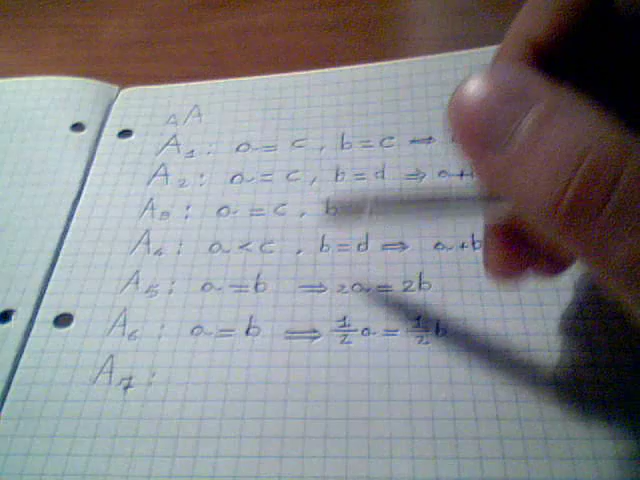 AA
A1: a = c, b = c ⇒
A2: a = c, b = d ⇒ a+
A3: a = c, b
A4: a < c, b = d ⇒ a+b
A5: a = b ⇒ 2a = 2b
A6: a = b ⇒ 1/2 a = 1/2 b
A7: